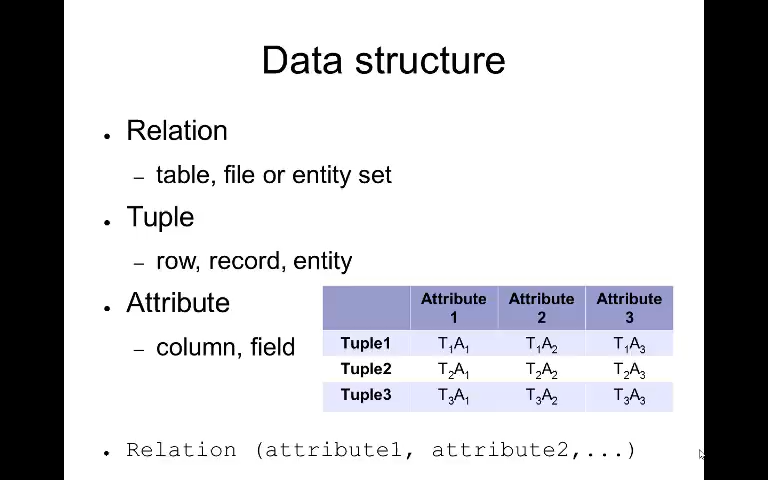 Data structure
• Relation
– table, file or entity set
• Tuple
– row, record, entity
• Attribute
– column, field
Attribute 1 Attribute 2 Attribute 3
Tuple1 T₁A₁ T₁A₂ T₁A₃
Tuple2 T₂A₁ T₂A₂ T₂A₃
Tuple3 T₃A₁ T₃A₂ T₃A₃
• Relation (attribute1, attribute2,...)